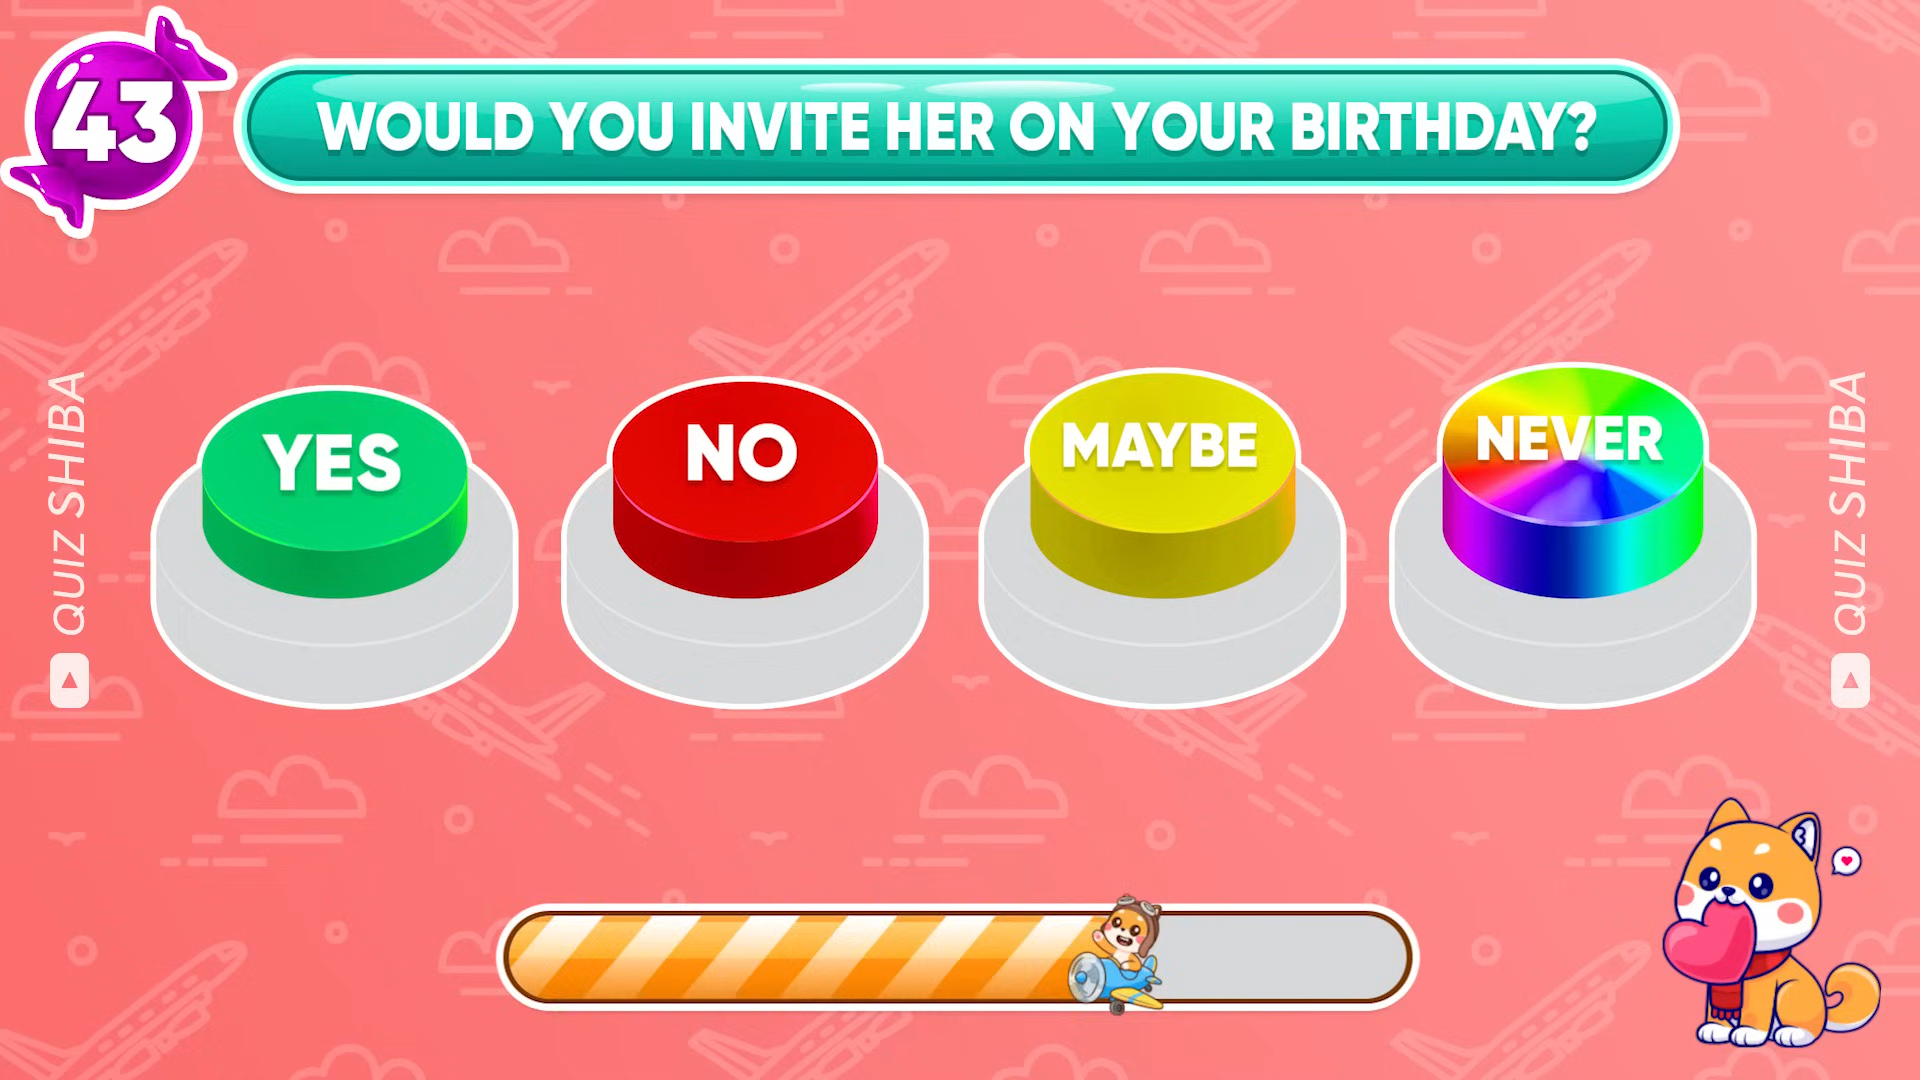 43
WOULD YOU INVITE HER ON YOUR BIRTHDAY?
YES
NO
MAYBE
NEVER
QUIZ SHIBA
QUIZ SHIBA